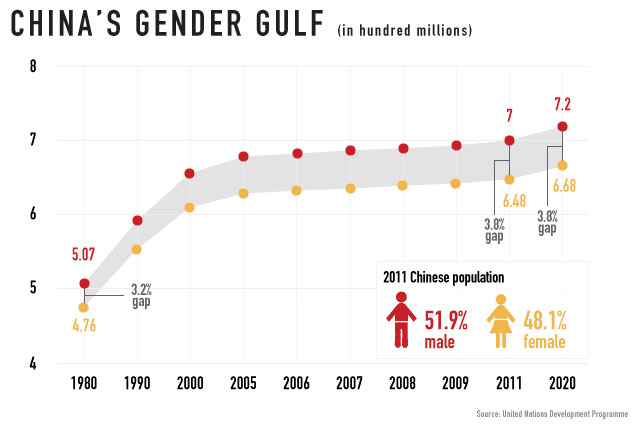 CHINA'S GENDER GULF (in hundred millions)
8
7
6
5
4
5.07
4.76
3.2%
gap
7
6.48
3.8%
gap
7.2
6.68
3.8%
gap
2011 Chinese population
51.9%
male
48.1%
female
1980 1990 2000 2005 2006 2007 2008 2009 2011 2020
Source: United Nations Development Programme